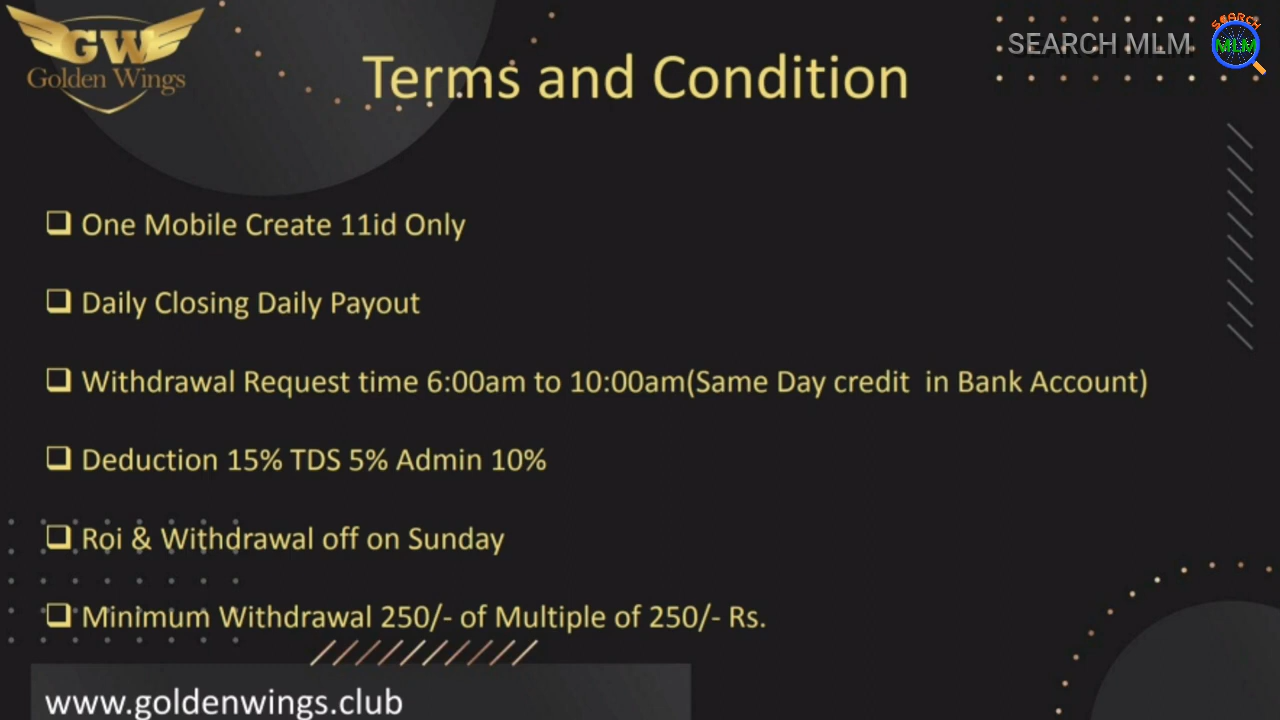 GW
Golden Wings
SEARCH MLM
SEARCH
MLM
Terms and Condition
❑ One Mobile Create 11id Only
❑ Daily Closing Daily Payout
❑ Withdrawal Request time 6:00am to 10:00am(Same Day credit in Bank Account)
❑ Deduction 15% TDS 5% Admin 10%
❑ Roi & Withdrawal off on Sunday
❑ Minimum Withdrawal 250/- of Multiple of 250/- Rs.
www.goldenwings.club